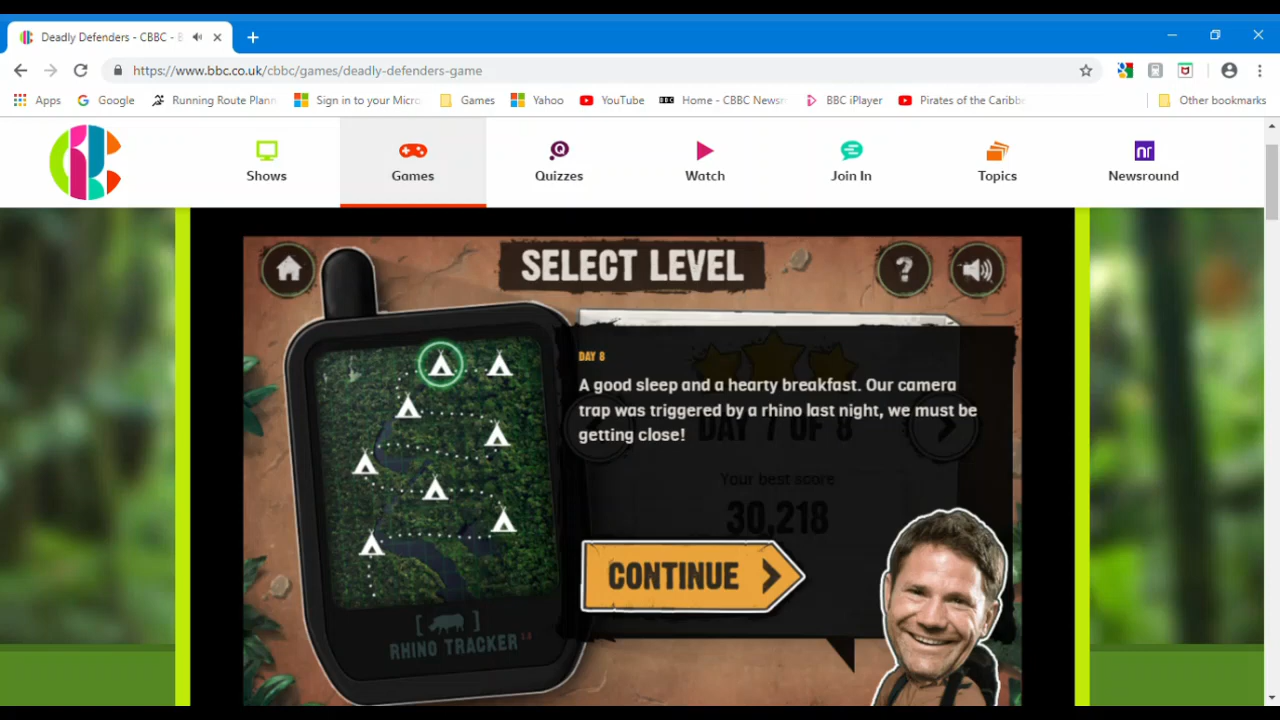 Deadly Defenders - CBBC - B
https://www.bbc.co.uk/cbbc/games/deadly-defenders-game
Apps Google Running Route Plann Sign in to your Micro Games Yahoo YouTube BBC Home - CBBC Newsr BBC iPlayer Pirates of the Caribbe Other bookmarks
Shows Games Quizzes Watch Join In Topics nr Newsround
SELECT LEVEL ?
DAY 8
A good sleep and a hearty breakfast. Our camera
trap was triggered by a rhino last night, we must be
getting close!
DAY 7 OF 8
Your best score
30,218
CONTINUE
RHINO TRACKER